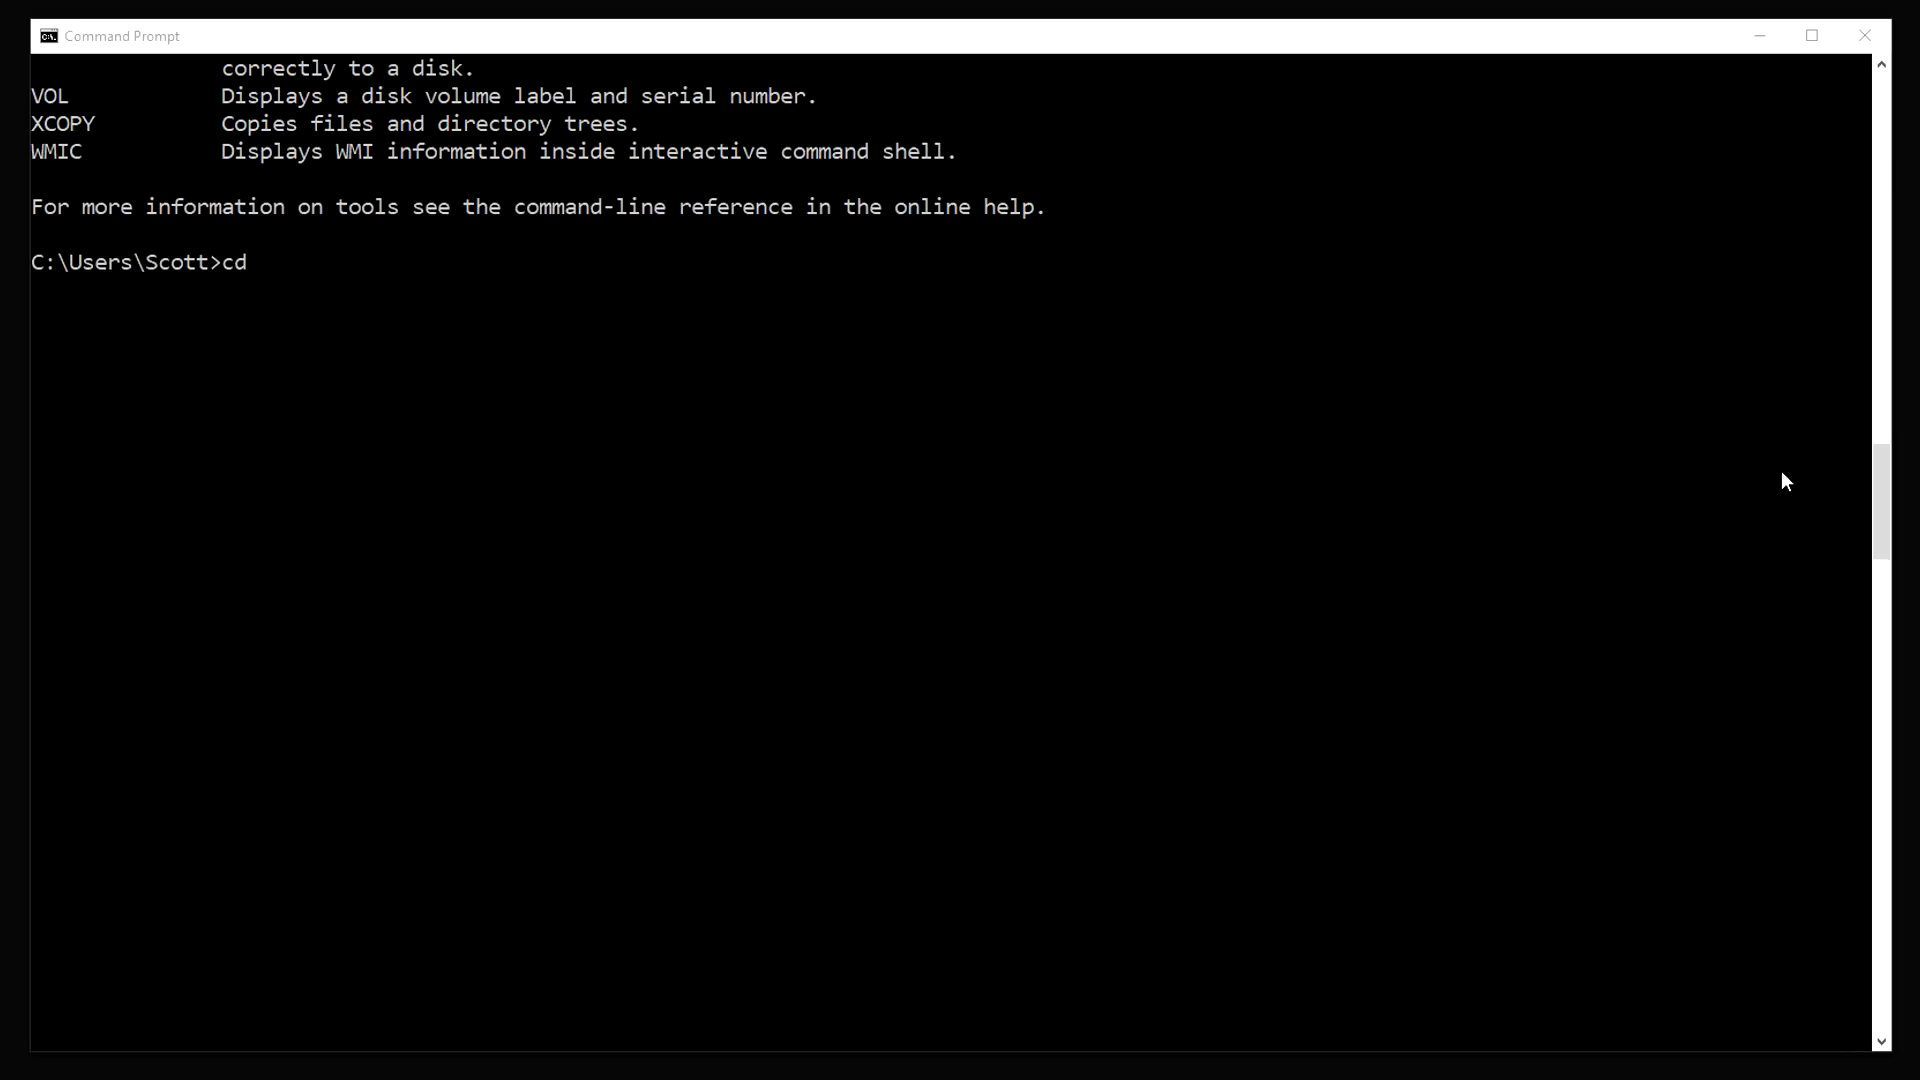 Command Prompt
correctly to a disk.
VOL Displays a disk volume label and serial number.
XCOPY Copies files and directory trees.
WMIC Displays WMI information inside interactive command shell.
For more information on tools see the command-line reference in the online help.
C:\Users\Scott>cd